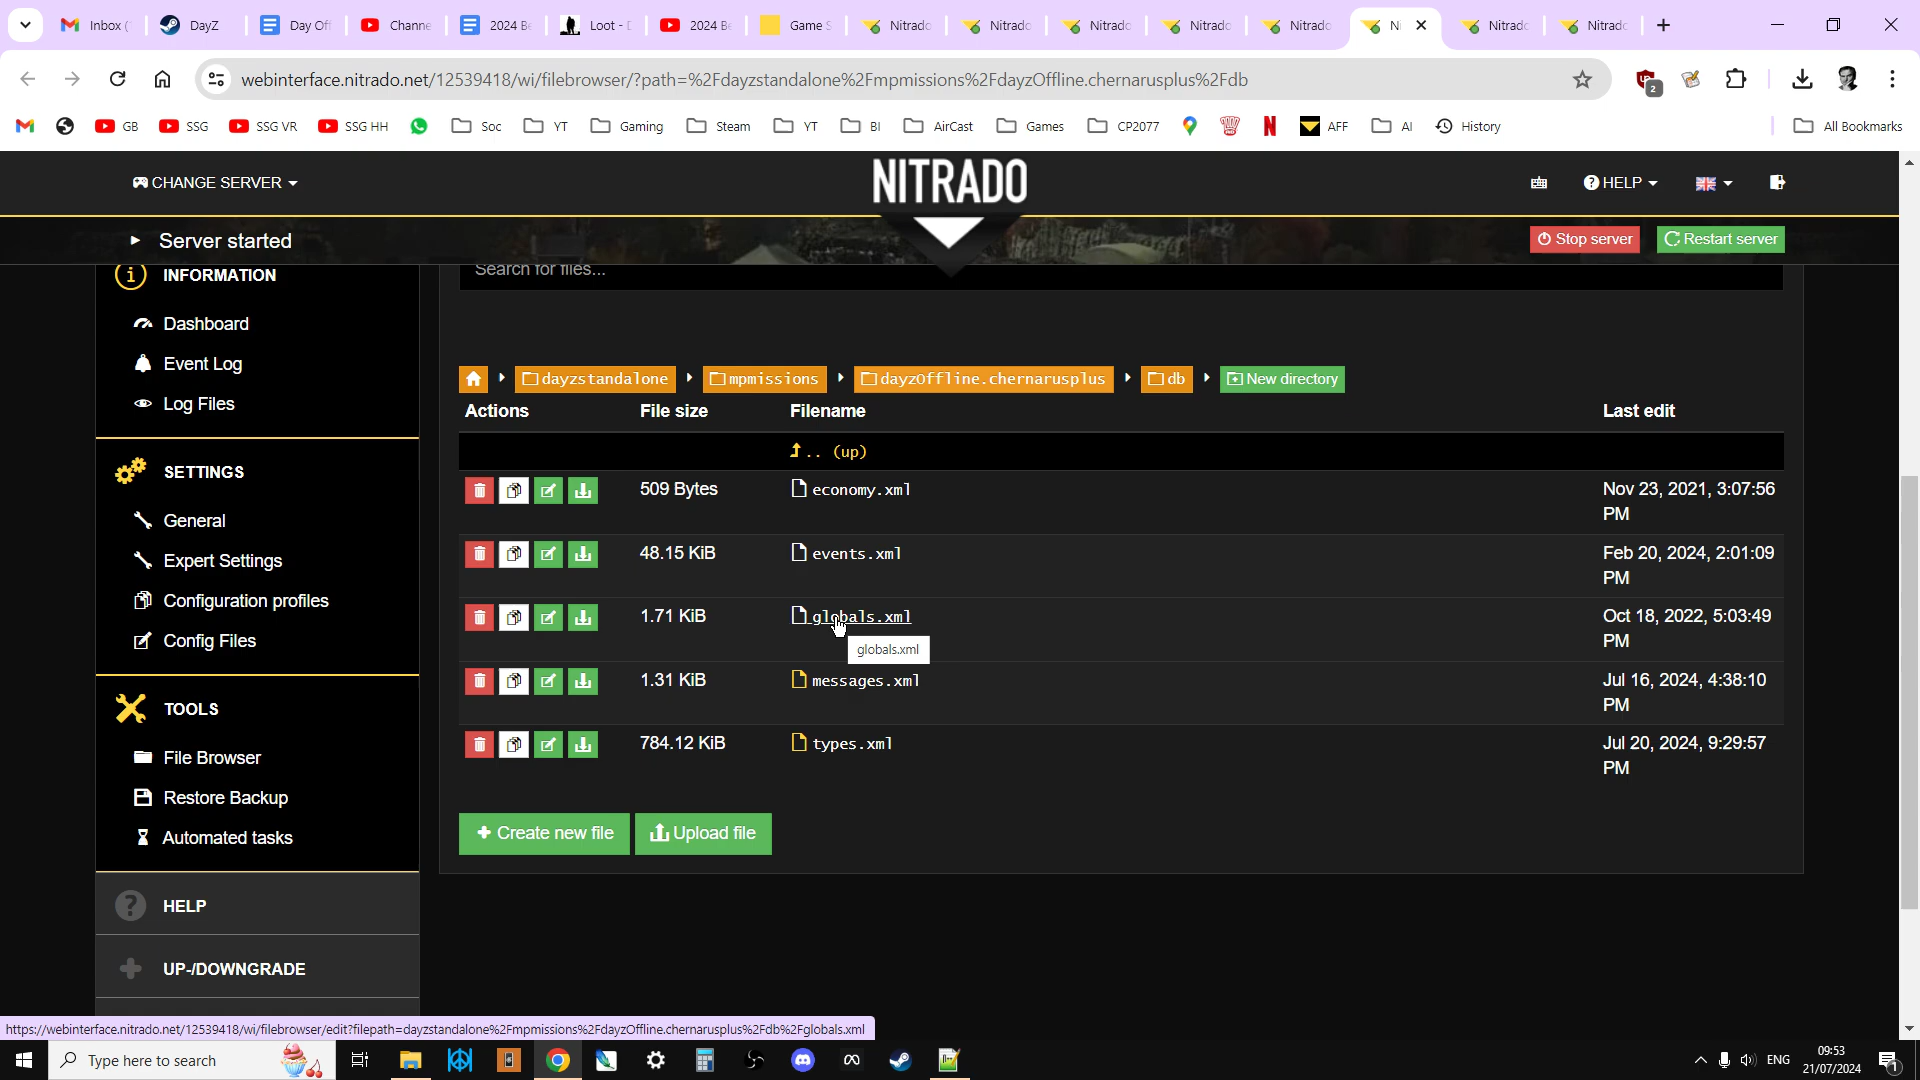 Inbox (
DayZ
Day Off
Channe
2024 Be
Loot - D
2024 Be
Game S
Nitrado
Nitrado
Nitrado
Nitrado
Nitrado
Ni
Nitrado
Nitrado
webinterface.nitrado.net/12539418/wi/filebrowser/?path=%2Fdayzstandalone%2Fmpmissions%2FdayzOffline.chernarusplus%2Fdb
2
GB
SSG
SSG VR
SSG HH
Soc
YT
Gaming
Steam
YT
BI
AirCast
Games
CP2077
AFF
AI
History
All Bookmarks
CHANGE SERVER
NITRADO
HELP
Server started
Stop server
Restart server
INFORMATION
Dashboard
Event Log
Log Files
SETTINGS
General
Expert Settings
Configuration profiles
Config Files
TOOLS
File Browser
Restore Backup
Automated tasks
HELP
UP-/DOWNGRADE
Search for files...
dayzstandalone
mpmissions
dayzOffline.chernarusplus
db
New directory
Actions File size Filename Last edit
.. (up)
509 Bytes economy.xml Nov 23, 2021, 3:07:56 PM
48.15 KiB events.xml Feb 20, 2024, 2:01:09 PM
1.71 KiB globals.xml Oct 18, 2022, 5:03:49 PM
globals.xml
1.31 KiB messages.xml Jul 16, 2024, 4:38:10 PM
784.12 KiB types.xml Jul 20, 2024, 9:29:57 PM
Create new file
Upload file
https://webinterface.nitrado.net/12539418/wi/filebrowser/edit?filepath=dayzstandalone%2Fmpmissions%2FdayzOffline.chernarusplus%2Fdb%2Fglobals.xml
Type here to search
ENG
09:53
21/07/2024
1